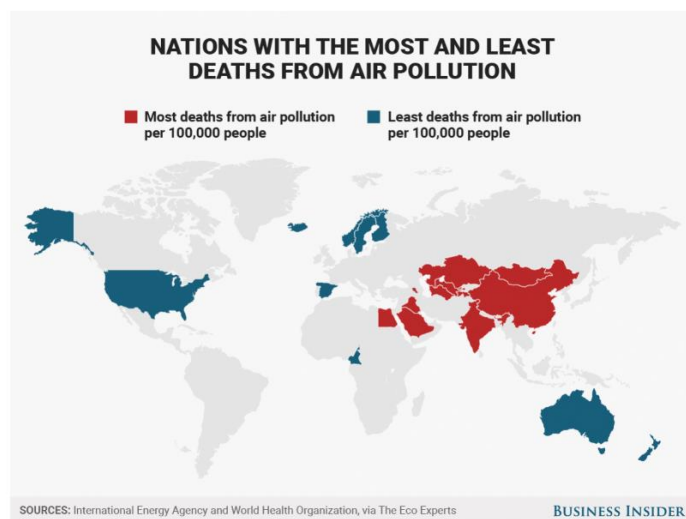 NATIONS WITH THE MOST AND LEAST
DEATHS FROM AIR POLLUTION
Most deaths from air pollution
per 100,000 people
Least deaths from air pollution
per 100,000 people
SOURCES: International Energy Agency and World Health Organization, via The Eco Experts
BUSINESS INSIDER